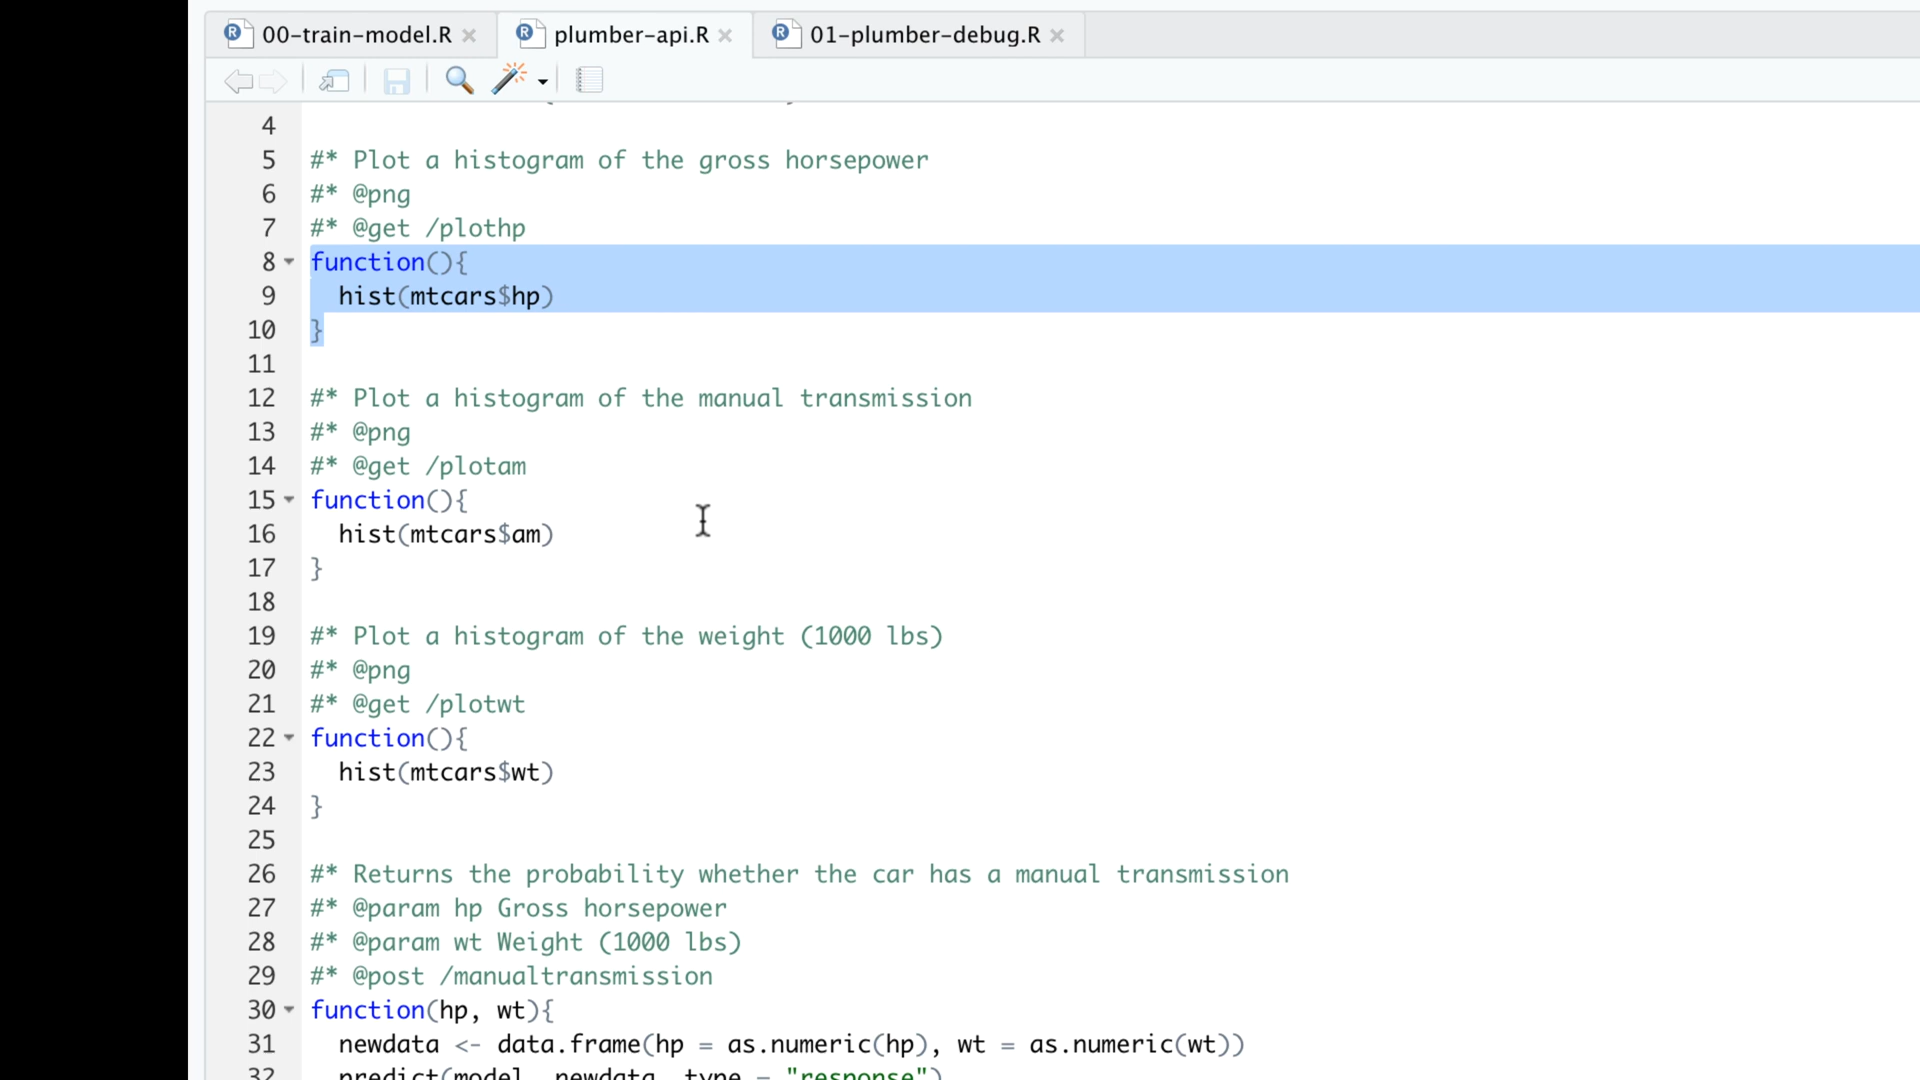 00-train-model.R plumber-api.R 01-plumber-debug.R
4
5 #* Plot a histogram of the gross horsepower
6 #* @png
7 #* @get /plothp
8 function(){
9 hist(mtcars$hp)
10 }
11
12 #* Plot a histogram of the manual transmission
13 #* @png
14 #* @get /plotam
15 function(){
16 hist(mtcars$am)
17 }
18
19 #* Plot a histogram of the weight (1000 lbs)
20 #* @png
21 #* @get /plotwt
22 function(){
23 hist(mtcars$wt)
24 }
25
26 #* Returns the probability whether the car has a manual transmission
27 #* @param hp Gross horsepower
28 #* @param wt Weight (1000 lbs)
29 #* @post /manualtransmission
30 function(hp, wt){
31 newdata <- data.frame(hp = as.numeric(hp), wt = as.numeric(wt))
32 predict(model, newdata, type = "response")